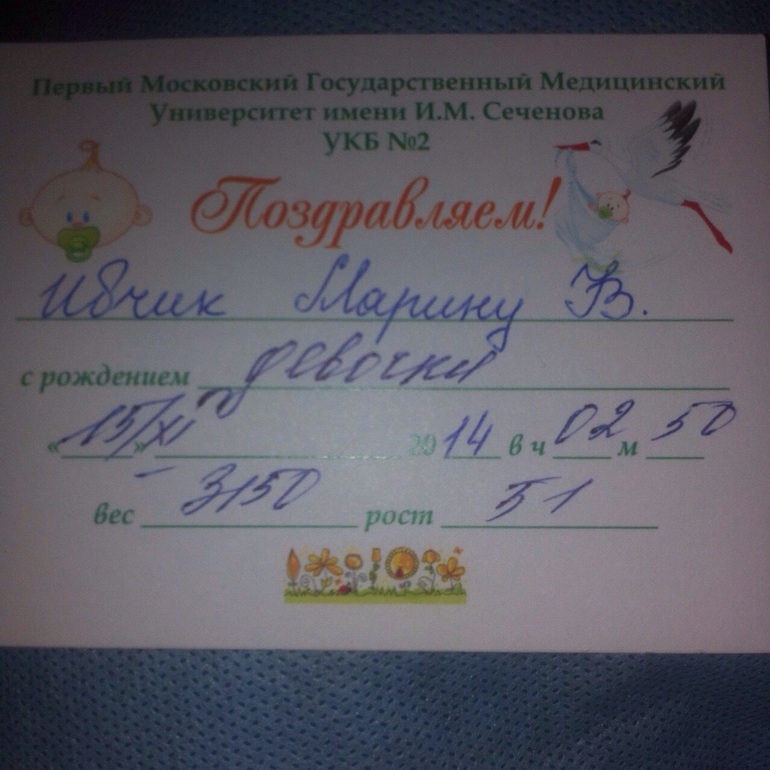 Первый Московский Государственный Медицинский
Университет имени И.М. Сеченова
УКБ №2
Поздравляем!
Ивчик Марину В.
с рождением девочки
«15/XI» 2014 в ч 02 м 50
вес 3150 рост 51